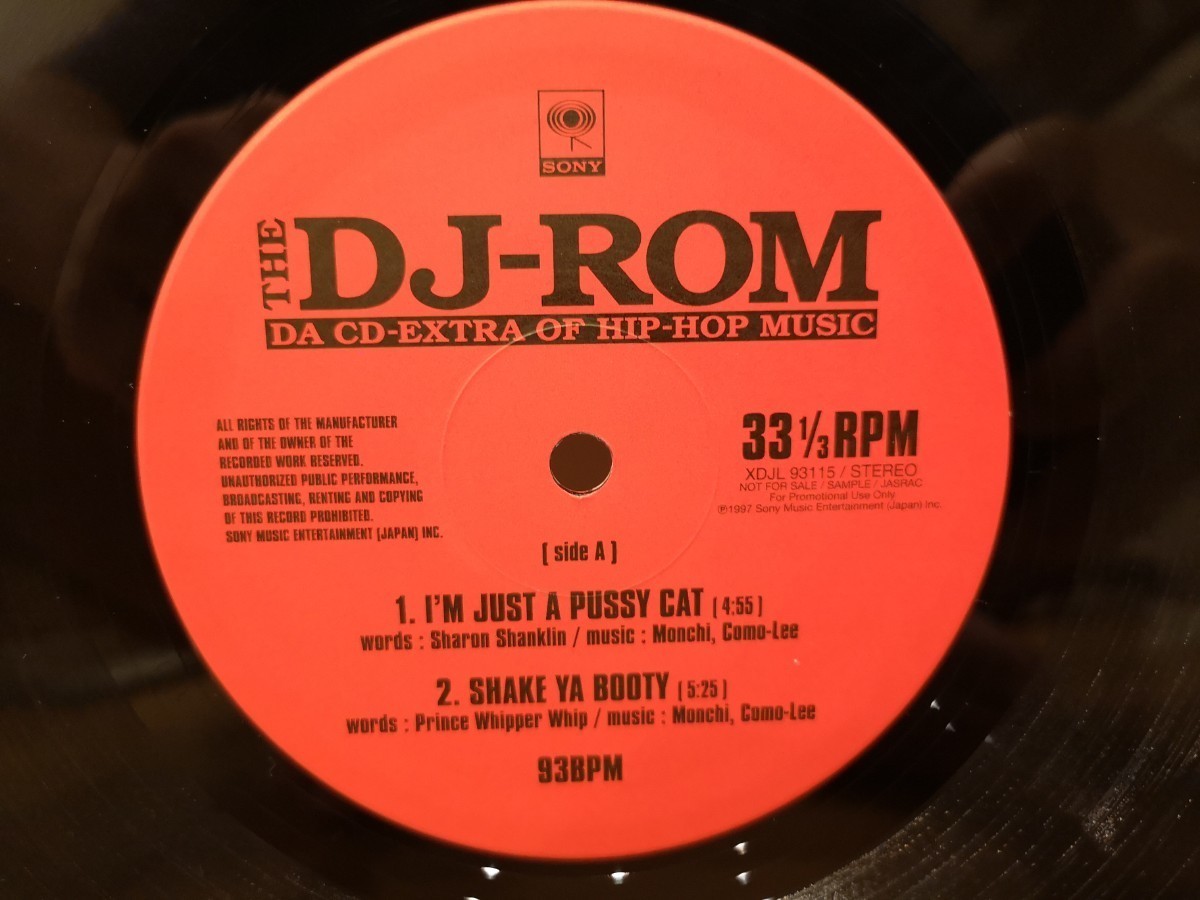 SONY
THE
DJ-ROM
DA CD-EXTRA OF HIP-HOP MUSIC
ALL RIGHTS OF THE MANUFACTURER
AND OF THE OWNER OF THE
RECORDED WORK RESERVED.
UNAUTHORIZED PUBLIC PERFORMANCE,
BROADCASTING, RENTING AND COPYING
OF THIS RECORD PROHIBITED.
SONY MUSIC ENTERTAINMENT [JAPAN] INC.
33 1/3 RPM
XDJL 93115 / STEREO
NOT FOR SALE / SAMPLE / JASRAC
For Promotional Use Only
℗1997 Sony Music Entertainment (Japan) Inc.
[ side A ]
1. I'M JUST A PUSSY CAT [ 4:55 ]
words : Sharon Shanklin / music : Monchi, Como-Lee
2. SHAKE YA BOOTY [ 5:25 ]
words : Prince Whipper Whip / music : Monchi, Como-Lee
93BPM